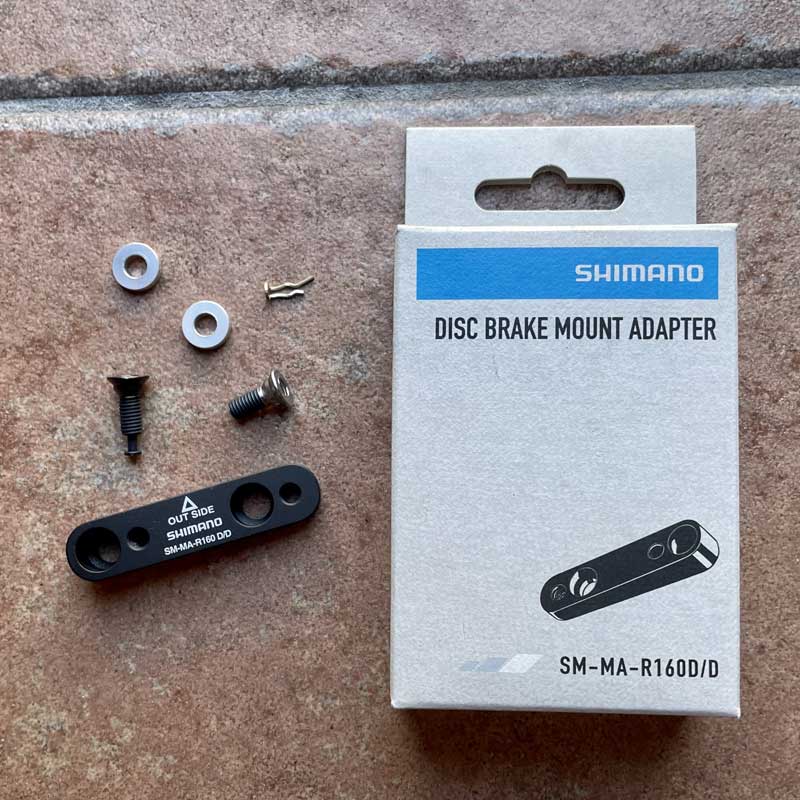 SHIMANO
DISC BRAKE MOUNT ADAPTER
SM-MA-R160D/D
OUT SIDE
SHIMANO
SM-MA-R160 D/D